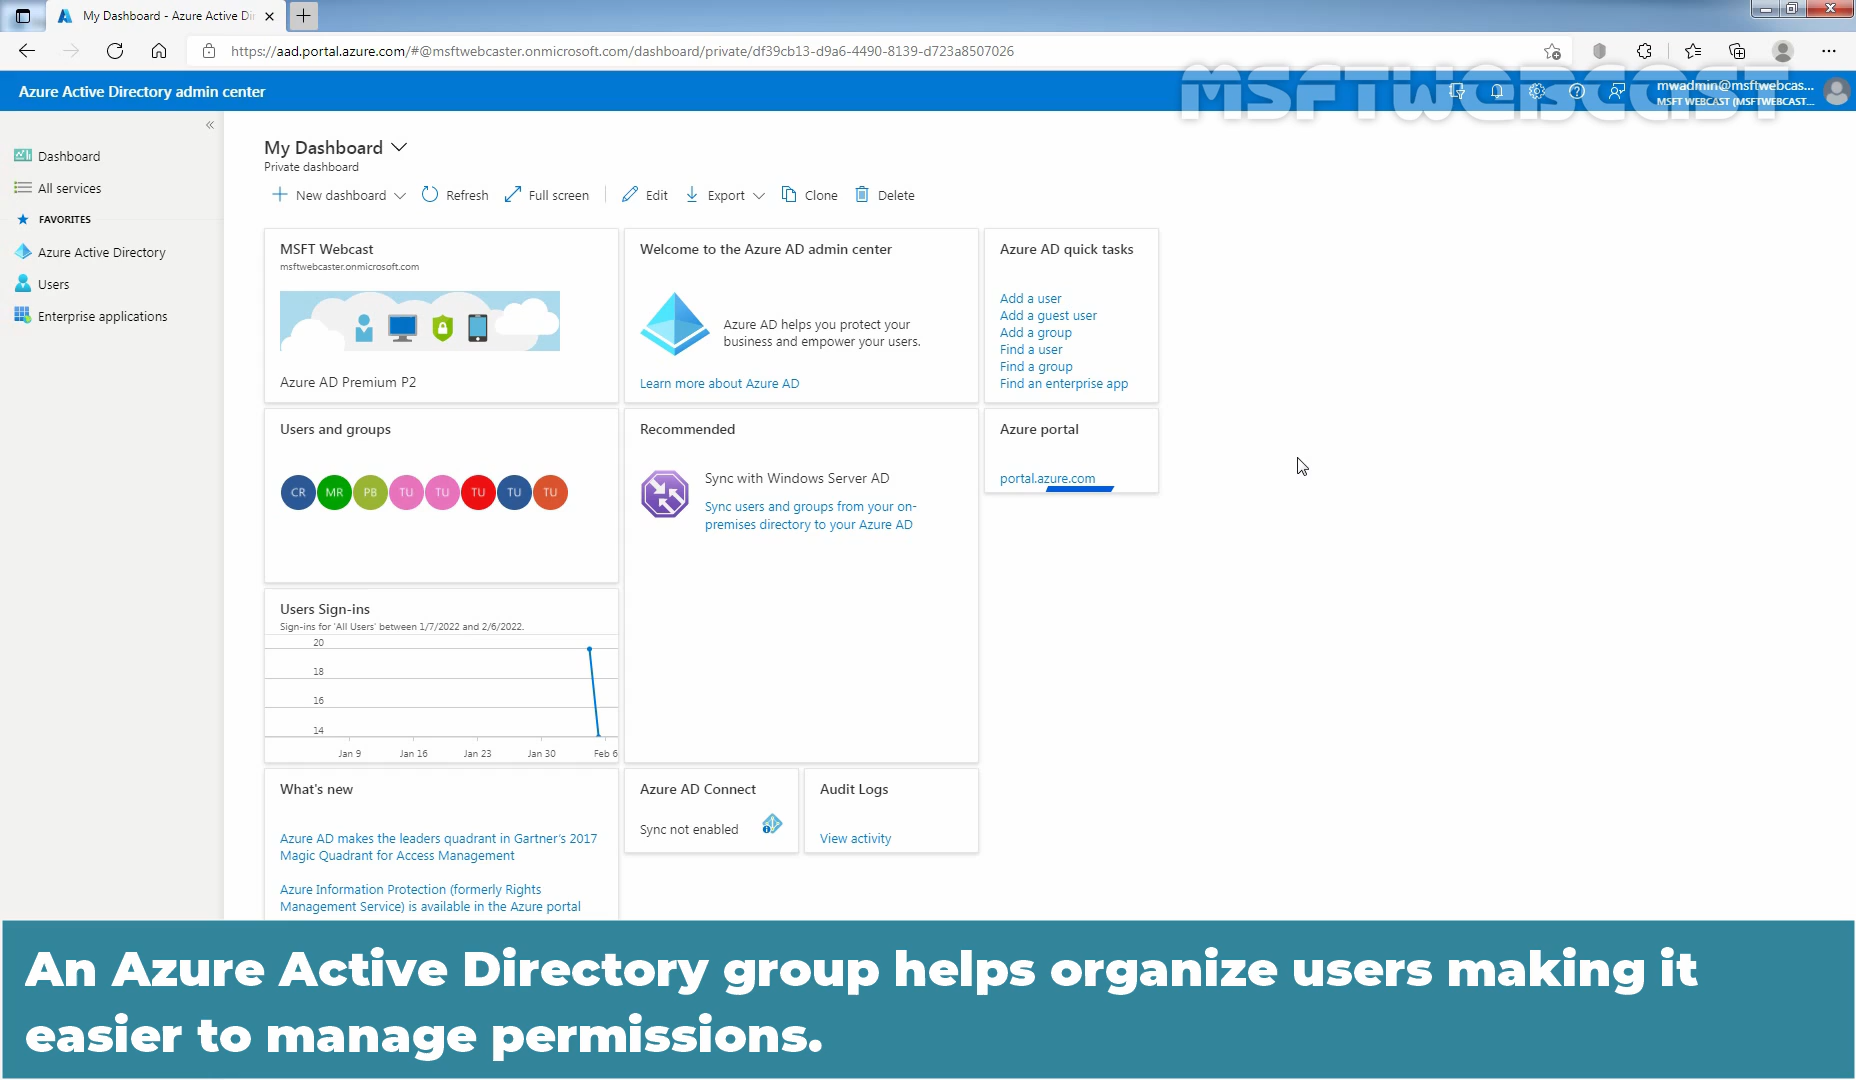 My Dashboard - Azure Active Di
https://aad.portal.azure.com/#@msftwebcaster.onmicrosoft.com/dashboard/private/df39cb13-d9a6-4490-8139-d723a8507026
MSFTWEBCAST
Azure Active Directory admin center
mwadmin@msftwebcas...
MSFT WEBCAST (MSFTWEBCAST...
Dashboard
All services
FAVORITES
Azure Active Directory
Users
Enterprise applications
My Dashboard
Private dashboard
New dashboard Refresh Full screen Edit Export Clone Delete
MSFT Webcast
msftwebcaster.onmicrosoft.com
Azure AD Premium P2
Welcome to the Azure AD admin center
Azure AD helps you protect your
business and empower your users.
Learn more about Azure AD
Azure AD quick tasks
Add a user
Add a guest user
Add a group
Find a user
Find a group
Find an enterprise app
Users and groups
CR MR PB TU TU TU TU TU
Recommended
Sync with Windows Server AD
Sync users and groups from your on-
premises directory to your Azure AD
Azure portal
portal.azure.com
Users Sign-ins
Sign-ins for 'All Users' between 1/7/2022 and 2/6/2022.
20
18
16
14
Jan 9 Jan 16 Jan 23 Jan 30 Feb 6
What's new
Azure AD makes the leaders quadrant in Gartner's 2017
Magic Quadrant for Access Management
Azure Information Protection (formerly Rights
Management Service) is available in the Azure portal
Azure AD Connect
Sync not enabled
Audit Logs
View activity
An Azure Active Directory group helps organize users making it
easier to manage permissions.